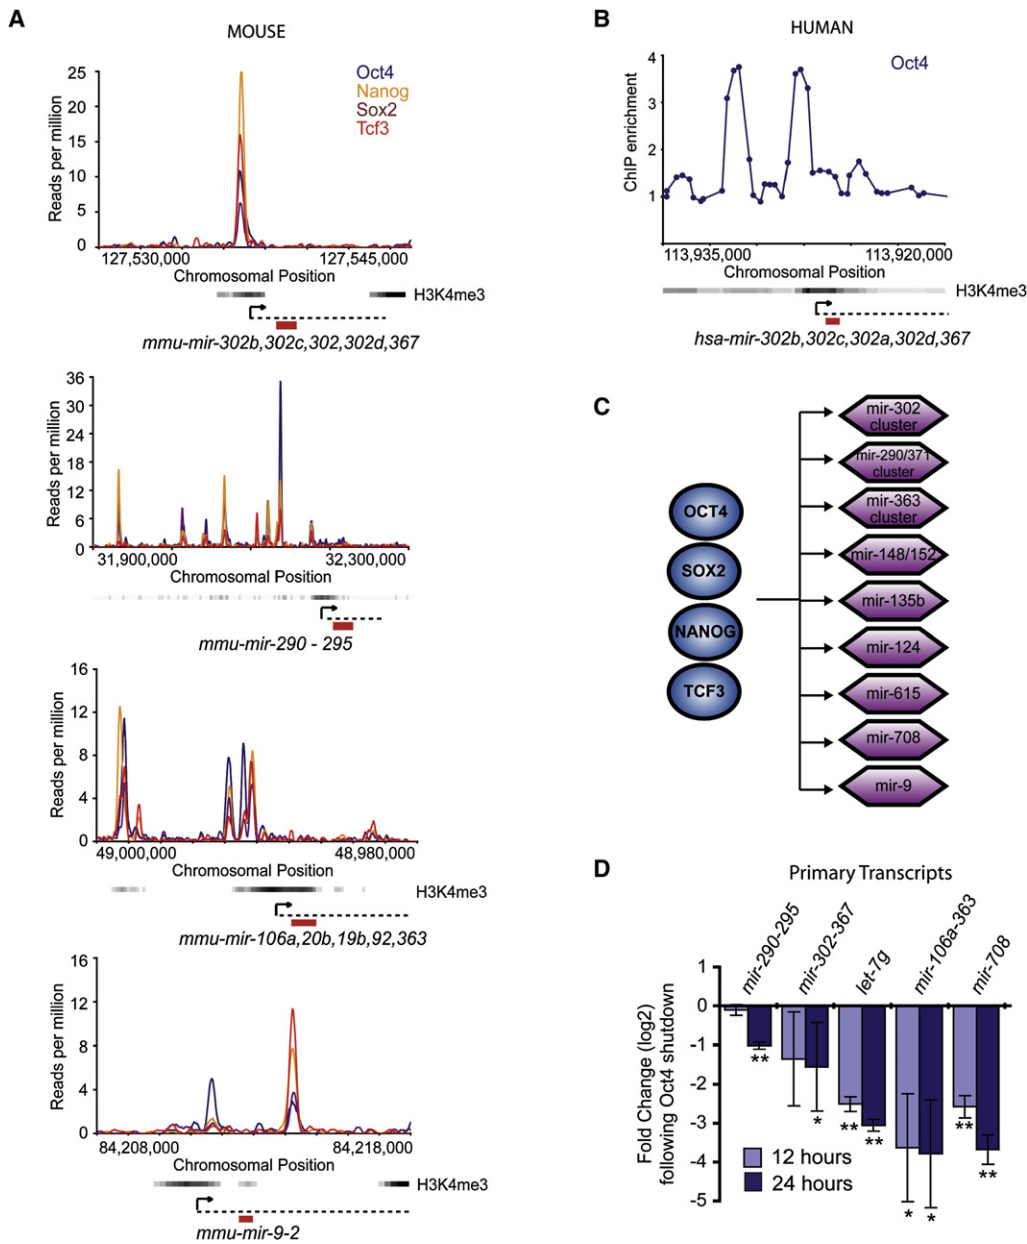 A
MOUSE
Oct4
Nanog
Sox2
Tcf3
Reads per million
25
20
15
10
5
0
127,530,000
127,545,000
Chromosomal Position
H3K4me3
mmu-mir-302b,302c,302,302d,367
Reads per million
36
30
24
18
12
6
0
31,900,000
32,300,000
Chromosomal Position
mmu-mir-290 - 295
Reads per million
16
12
8
4
0
49,000,000
48,980,000
Chromosomal Position
H3K4me3
mmu-mir-106a,20b,19b,92,363
Reads per million
16
12
8
4
0
84,208,000
84,218,000
Chromosomal Position
H3K4me3
mmu-mir-9-2
B
HUMAN
Oct4
ChIP enrichment
4
3
2
1
113,935,000
113,920,000
Chromosomal Position
H3K4me3
hsa-mir-302b,302c,302a,302d,367
C
OCT4
SOX2
NANOG
TCF3
mir-302
cluster
mir-290/371
cluster
mir-363
cluster
mir-148/152
mir-135b
mir-124
mir-615
mir-708
mir-9
D
Primary Transcripts
mir-290-295
mir-302-367
let-7g
mir-106a-363
mir-708
Fold Change (log2)
following Oct4 shutdown
1
0
-1
-2
-3
-4
-5
**
*
**
**
*
*
**
**
12 hours
24 hours